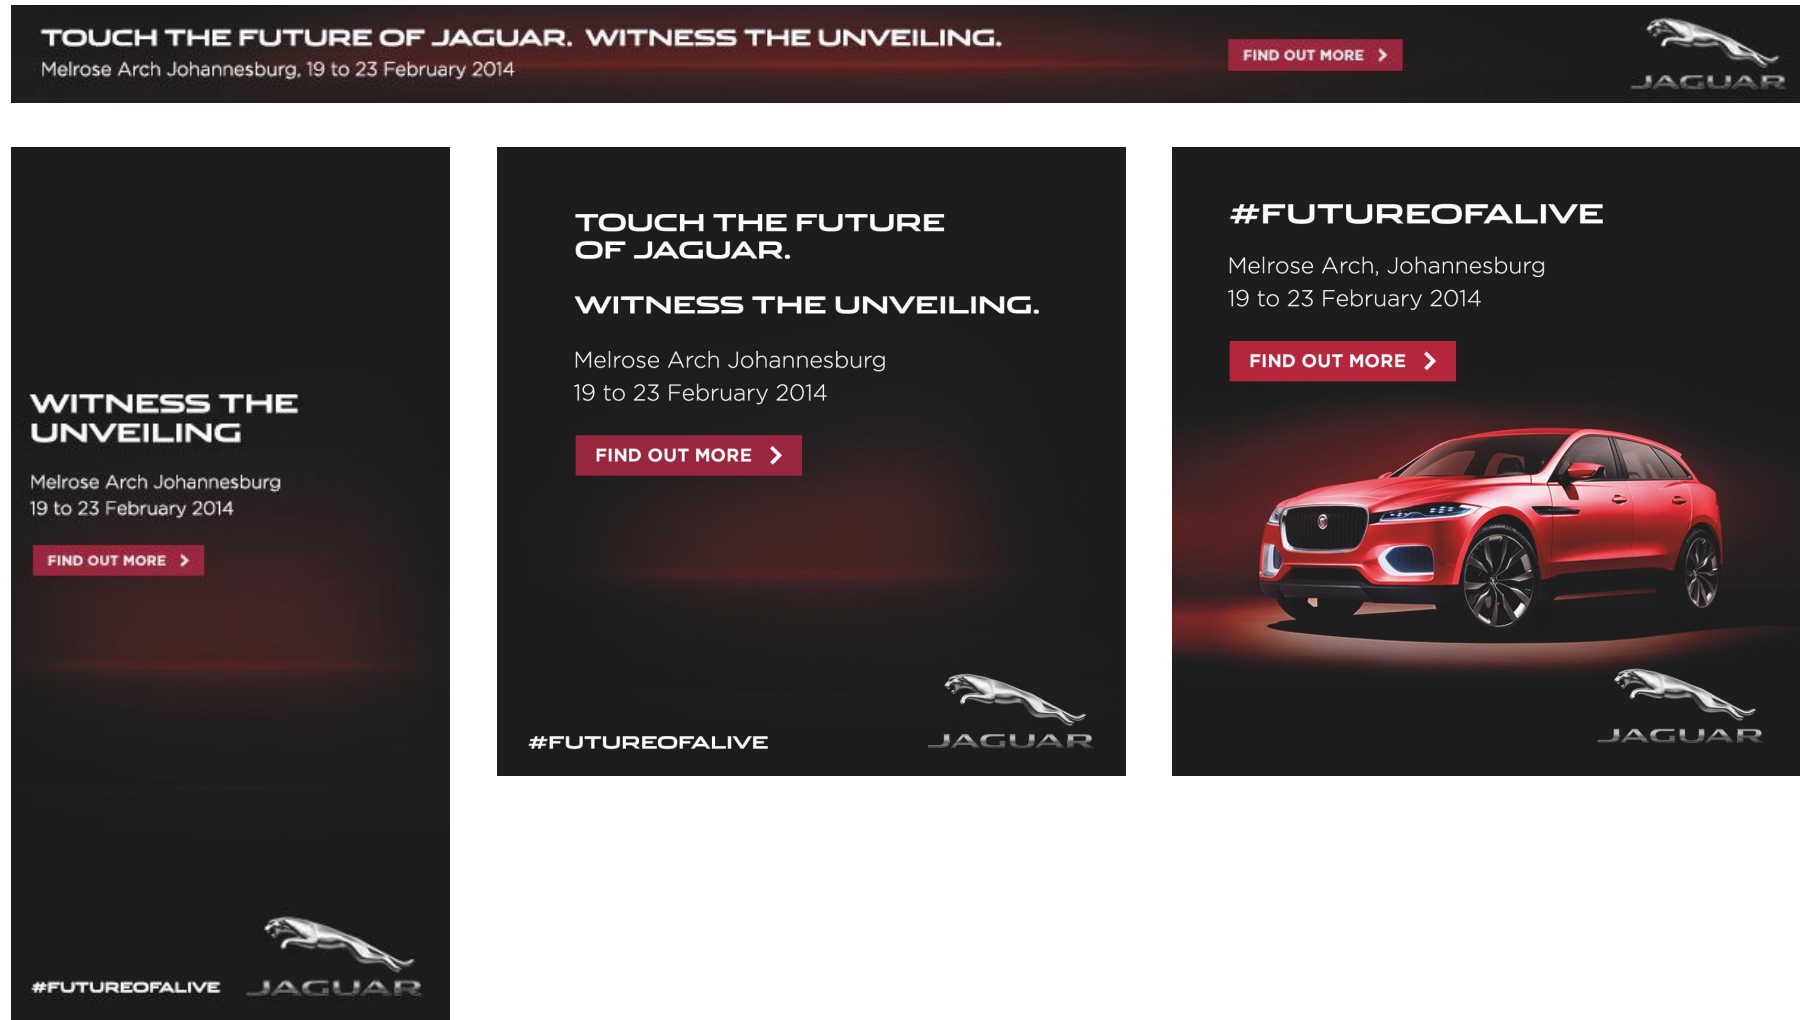 TOUCH THE FUTURE OF JAGUAR. WITNESS THE UNVEILING.
Melrose Arch Johannesburg, 19 to 23 February 2014
FIND OUT MORE
JAGUAR
WITNESS THE
UNVEILING
Melrose Arch Johannesburg
19 to 23 February 2014
FIND OUT MORE
#FUTUREOFALIVE
JAGUAR
TOUCH THE FUTURE
OF JAGUAR.
WITNESS THE UNVEILING.
Melrose Arch Johannesburg
19 to 23 February 2014
FIND OUT MORE
#FUTUREOFALIVE
JAGUAR
#FUTUREOFALIVE
Melrose Arch, Johannesburg
19 to 23 February 2014
FIND OUT MORE
JAGUAR